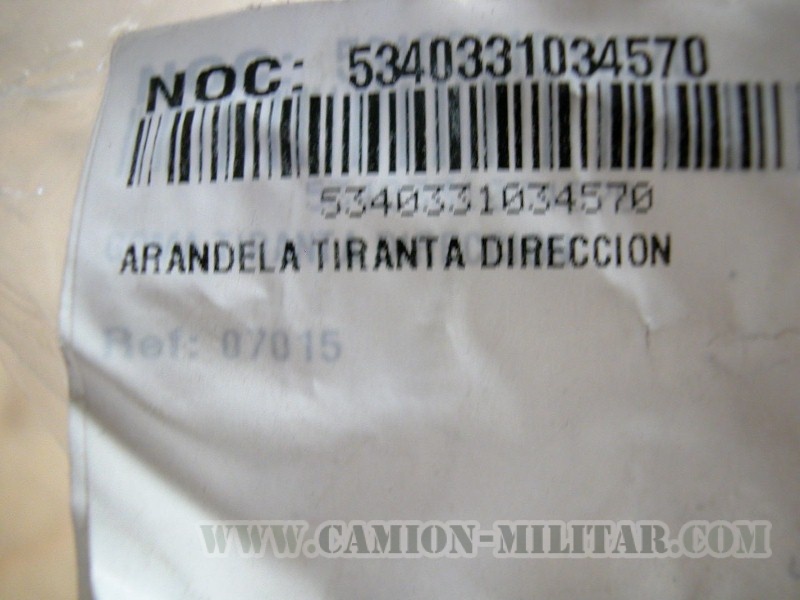 NOC: 5340331034570
5340331034570
ARANDELA TIRANTA DIRECCION
Ref: 07015
WWW.CAMION-MILITAR.COM